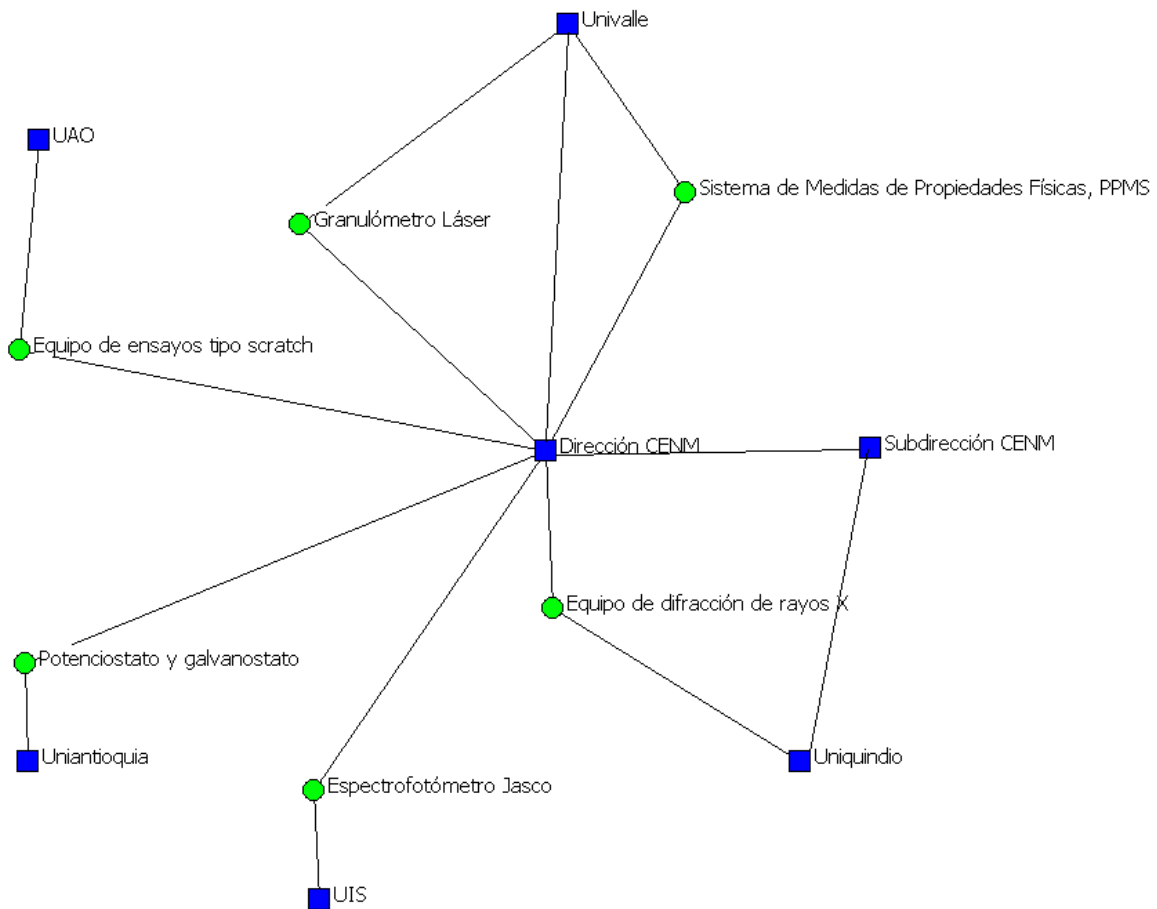 Univalle
UAO
Sistema de Medidas de Propiedades Físicas, PPMS
Granulómetro Láser
Equipo de ensayos tipo scratch
Dirección CENM
Subdirección CENM
Equipo de difracción de rayos X
Potenciostato y galvanostato
Uniantioquia
Uniquindio
Espectrofotómetro Jasco
UIS